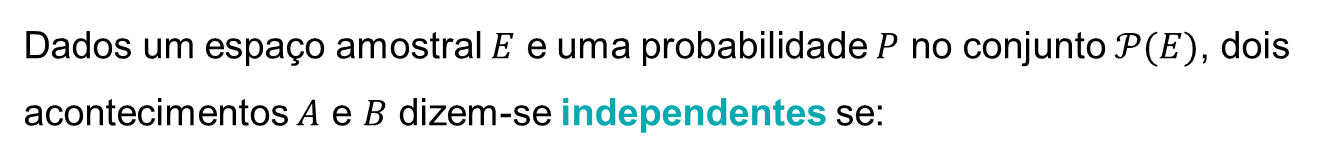 Dados um espaço amostral E e uma probabilidade P no conjunto 𝒫(E), dois
acontecimentos A e B dizem-se independentes se: